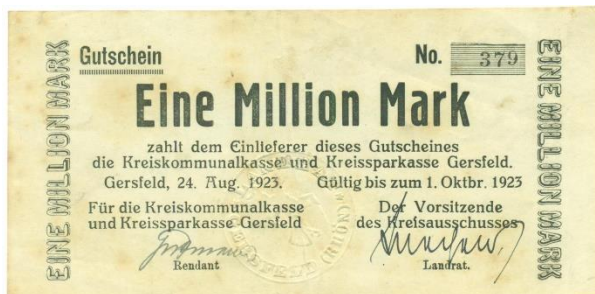 Gutschein No. 379
Eine Million Mark
zahlt dem Einlieferer dieses Gutscheines
die Kreiskommunalkasse und Kreissparkasse Gersfeld.
Gersfeld, 24. Aug. 1923. Gültig bis zum 1. Oktbr. 1923
Für die Kreiskommunalkasse Der Vorsitzende
und Kreissparkasse Gersfeld des Kreisausschusses
Rendant Landrat.
EINE MILLION MARK
EINE MILLION MARK